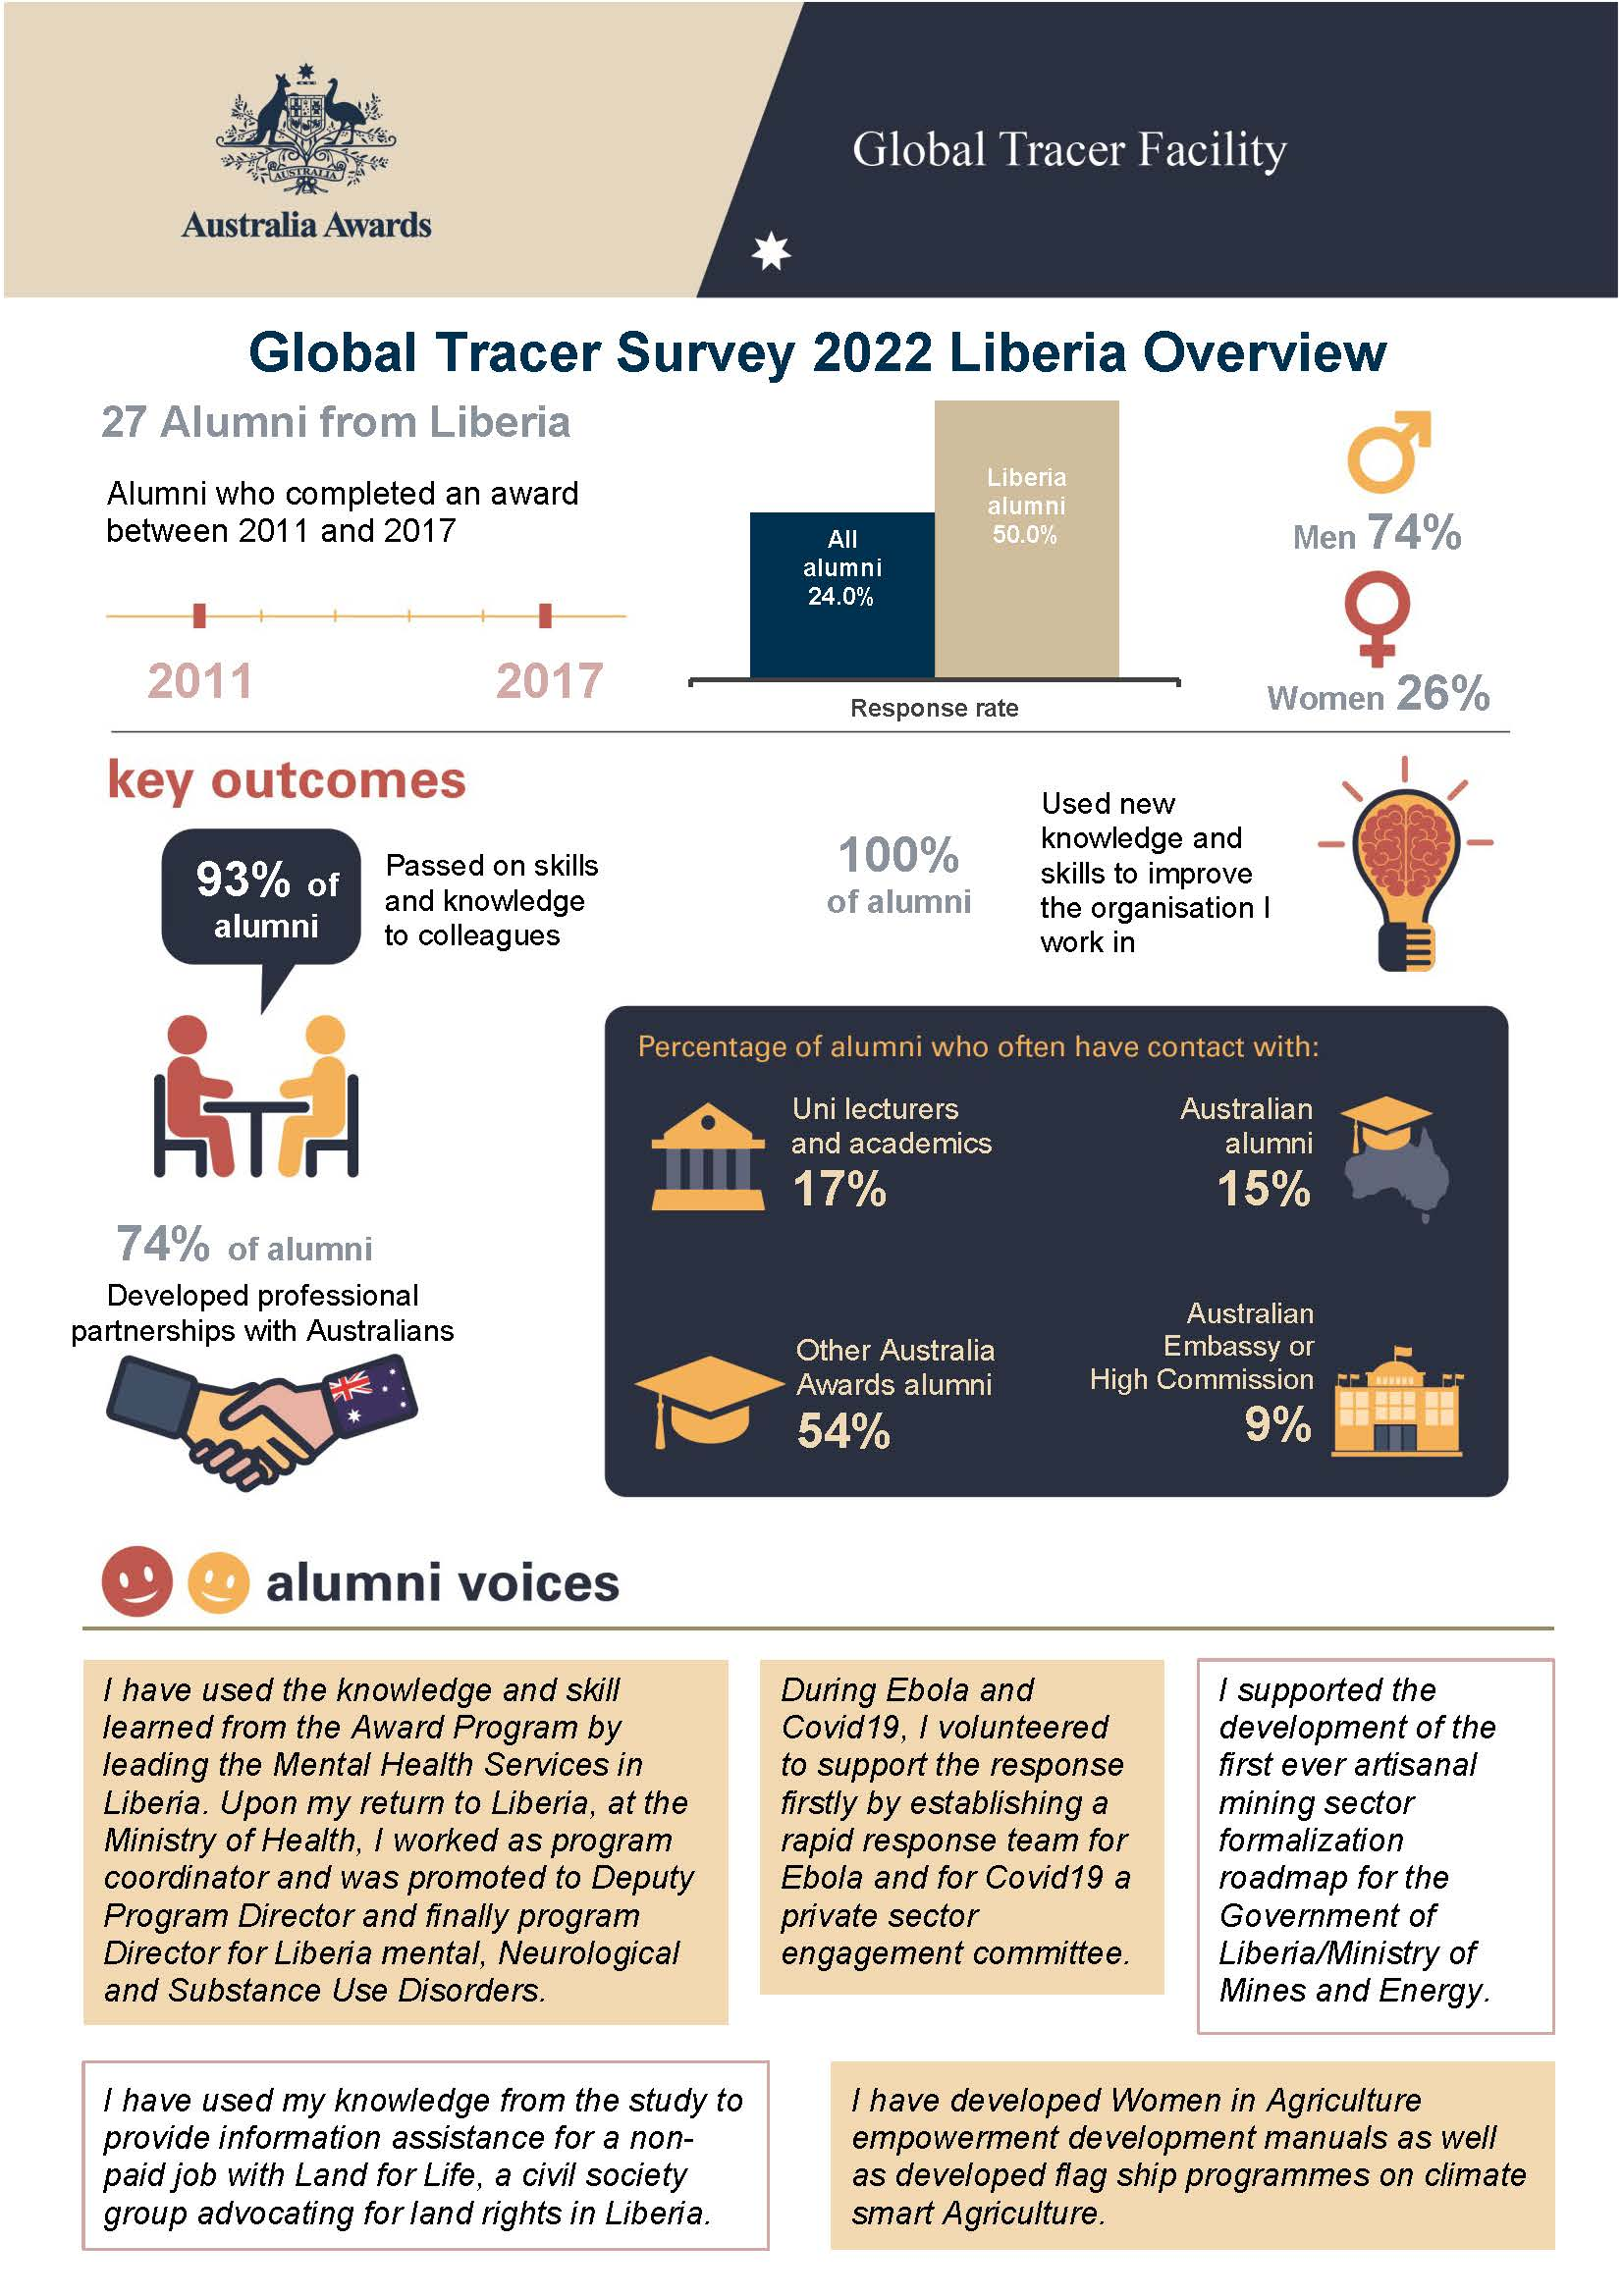 AUSTRALIA
Australia Awards
Global Tracer Facility
Global Tracer Survey 2022 Liberia Overview
27 Alumni from Liberia
Alumni who completed an award
between 2011 and 2017
2011
2017
All
alumni
24.0%
Liberia
alumni
50.0%
Response rate
Men 74%
Women 26%
key outcomes
93% of
alumni
Passed on skills
and knowledge
to colleagues
100%
of alumni
Used new
knowledge and
skills to improve
the organisation I
work in
74% of alumni
Developed professional
partnerships with Australians
Percentage of alumni who often have contact with:
Uni lecturers
and academics
17%
Australian
alumni
15%
Other Australia
Awards alumni
54%
Australian
Embassy or
High Commission
9%
alumni voices
I have used the knowledge and skill
learned from the Award Program by
leading the Mental Health Services in
Liberia. Upon my return to Liberia, at the
Ministry of Health, I worked as program
coordinator and was promoted to Deputy
Program Director and finally program
Director for Liberia mental, Neurological
and Substance Use Disorders.
During Ebola and
Covid19, I volunteered
to support the response
firstly by establishing a
rapid response team for
Ebola and for Covid19 a
private sector
engagement committee.
I supported the
development of the
first ever artisanal
mining sector
formalization
roadmap for the
Government of
Liberia/Ministry of
Mines and Energy.
I have used my knowledge from the study to
provide information assistance for a non-
paid job with Land for Life, a civil society
group advocating for land rights in Liberia.
I have developed Women in Agriculture
empowerment development manuals as well
as developed flag ship programmes on climate
smart Agriculture.